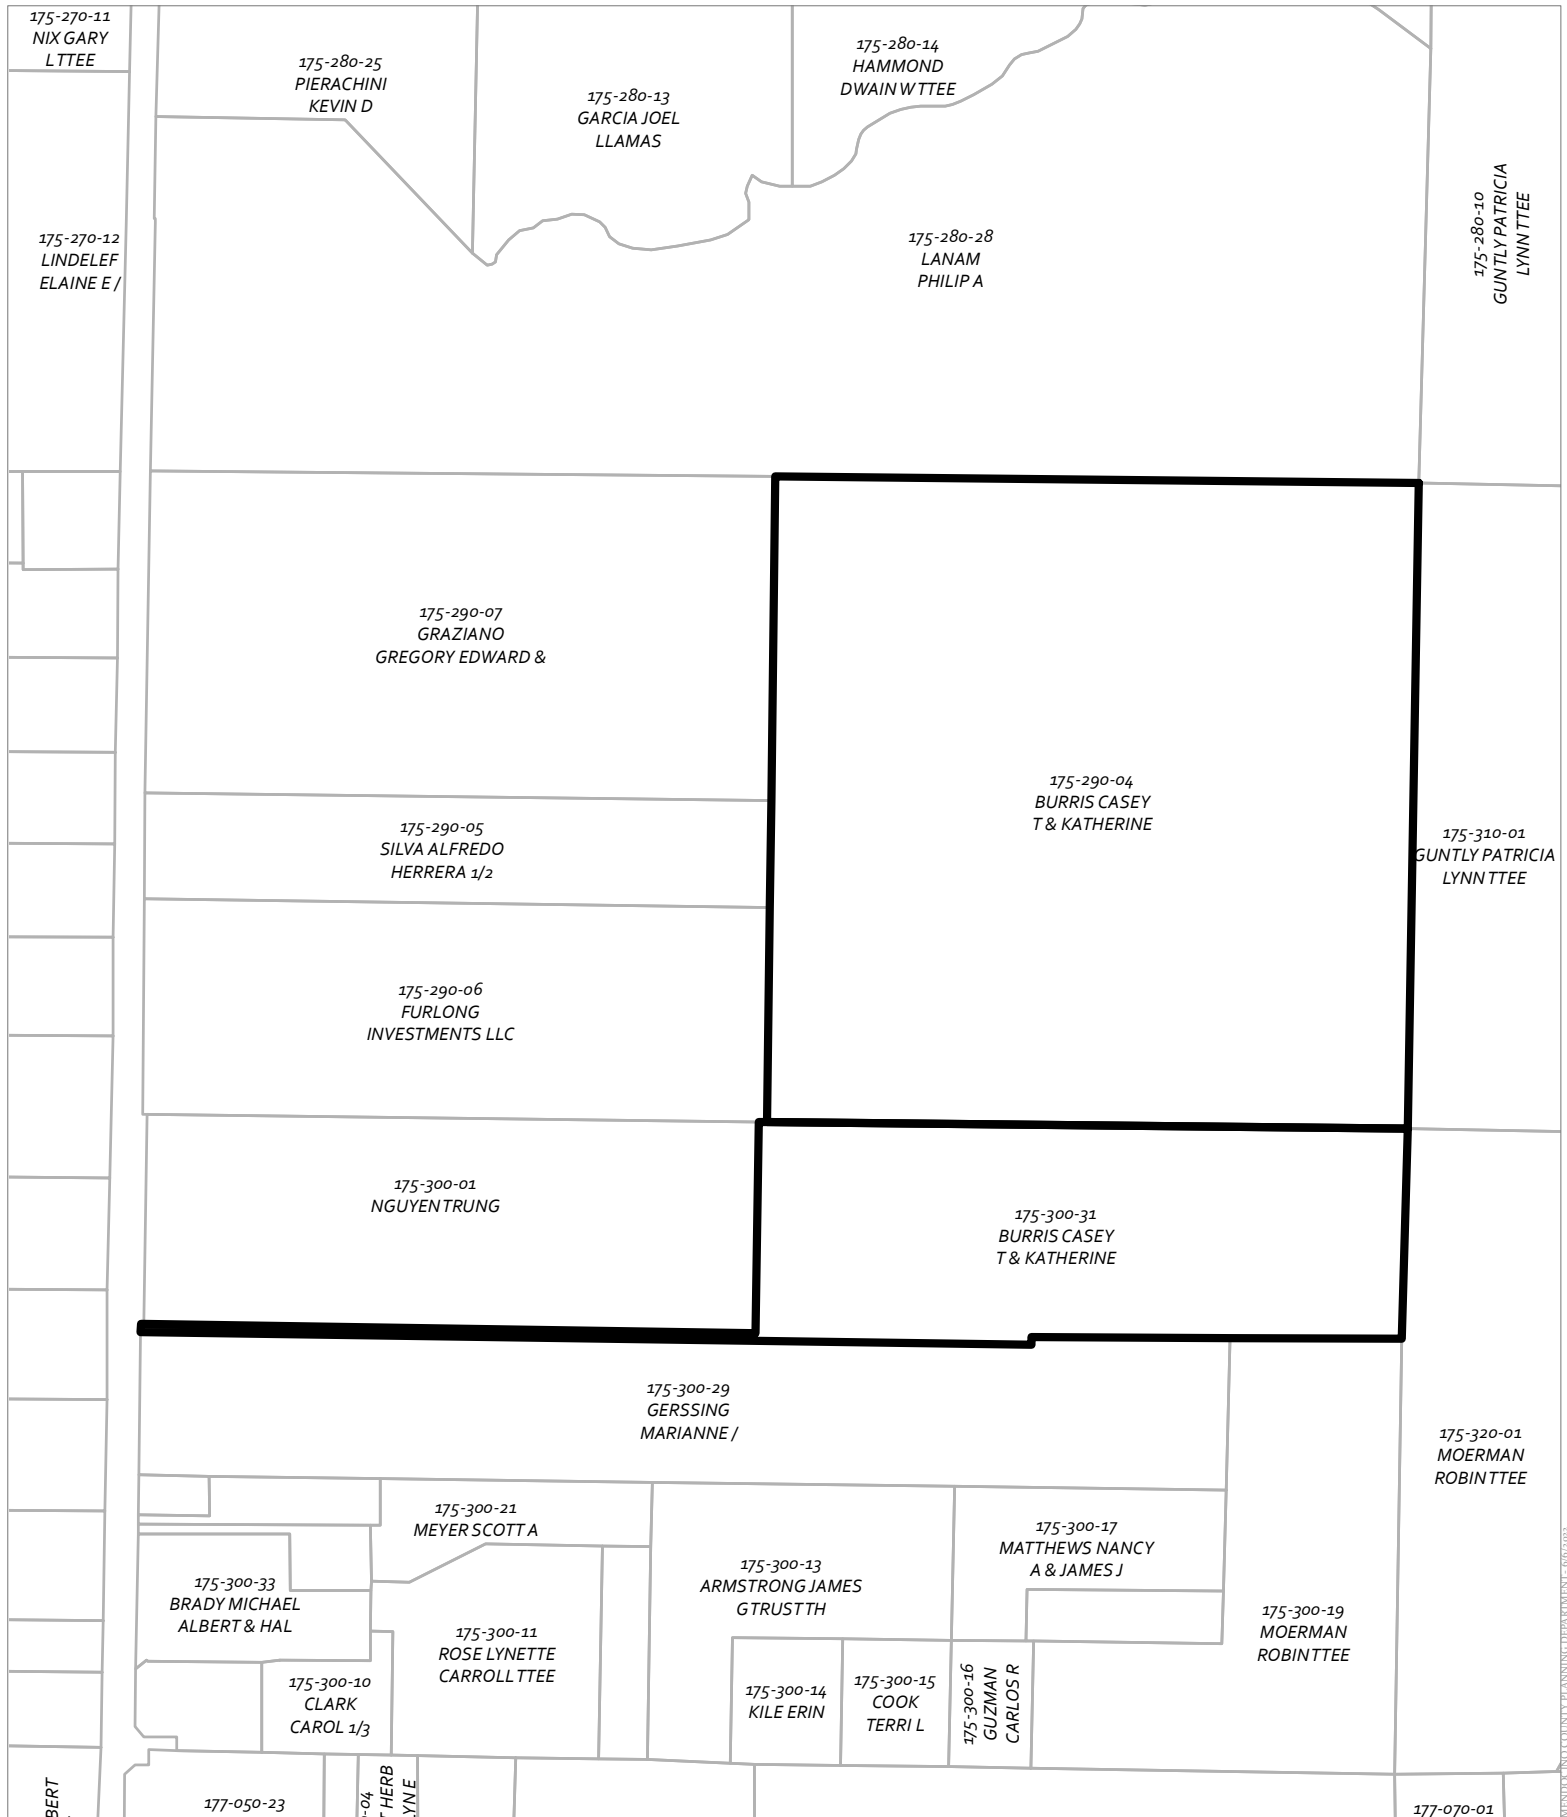 175-270-11
NIX GARY
L TTEE
175-280-25
PIERACHINI
KEVIN D
175-280-13
GARCIA JOEL
LLAMAS
175-280-14
HAMMOND
DWAIN W TTEE
175-280-10
GUNTLY PATRICIA
LYNN TTEE
175-270-12
LINDELEF
ELAINE E /
175-280-28
LANAM
PHILIP A
175-290-07
GRAZIANO
GREGORY EDWARD &
175-290-04
BURRIS CASEY
T & KATHERINE
175-290-05
SILVA ALFREDO
HERRERA 1/2
175-310-01
GUNTLY PATRICIA
LYNN TTEE
175-290-06
FURLONG
INVESTMENTS LLC
175-300-01
NGUYEN TRUNG
175-300-31
BURRIS CASEY
T & KATHERINE
175-300-29
GERSSING
MARIANNE /
175-320-01
MOERMAN
ROBIN TTEE
175-300-21
MEYER SCOTT A
175-300-17
MATTHEWS NANCY
A & JAMES J
175-300-13
ARMSTRONG JAMES
G TRUST TH
175-300-33
BRADY MICHAEL
ALBERT & HAL
175-300-11
ROSE LYNETTE
CARROLL TTEE
175-300-19
MOERMAN
ROBIN TTEE
175-300-10
CLARK
CAROL 1/3
175-300-14
KILE ERIN
175-300-15
COOK
TERRI L
175-300-16
GUZMAN
CARLOS R
BERT
177-050-23
-04
T HERB
YN E
177-070-01
COUNTY PLANNING DEPARTMENT